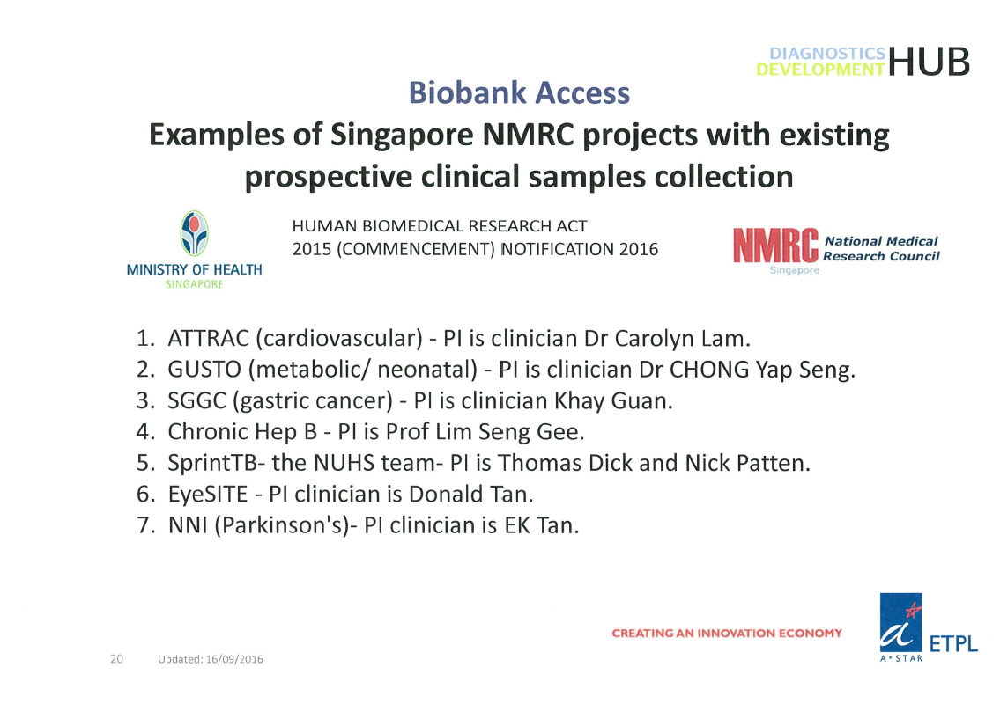 DIAGNOSTICS
DEVELOPMENT HUB
Biobank Access
Examples of Singapore NMRC projects with existing
prospective clinical samples collection
HUMAN BIOMEDICAL RESEARCH ACT
2015 (COMMENCEMENT) NOTIFICATION 2016
MINISTRY OF HEALTH
SINGAPORE
NMRC National Medical
Research Council
Singapore
1. ATTRAC (cardiovascular) - PI is clinician Dr Carolyn Lam.
2. GUSTO (metabolic/ neonatal) - PI is clinician Dr CHONG Yap Seng.
3. SGGC (gastric cancer) - PI is clinician Khay Guan.
4. Chronic Hep B - PI is Prof Lim Seng Gee.
5. SprintTB- the NUHS team- PI is Thomas Dick and Nick Patten.
6. EyeSITE - PI clinician is Donald Tan.
7. NNI (Parkinson's)- PI clinician is EK Tan.
CREATING AN INNOVATION ECONOMY
a
A*STAR
ETPL
20 Updated: 16/09/2016